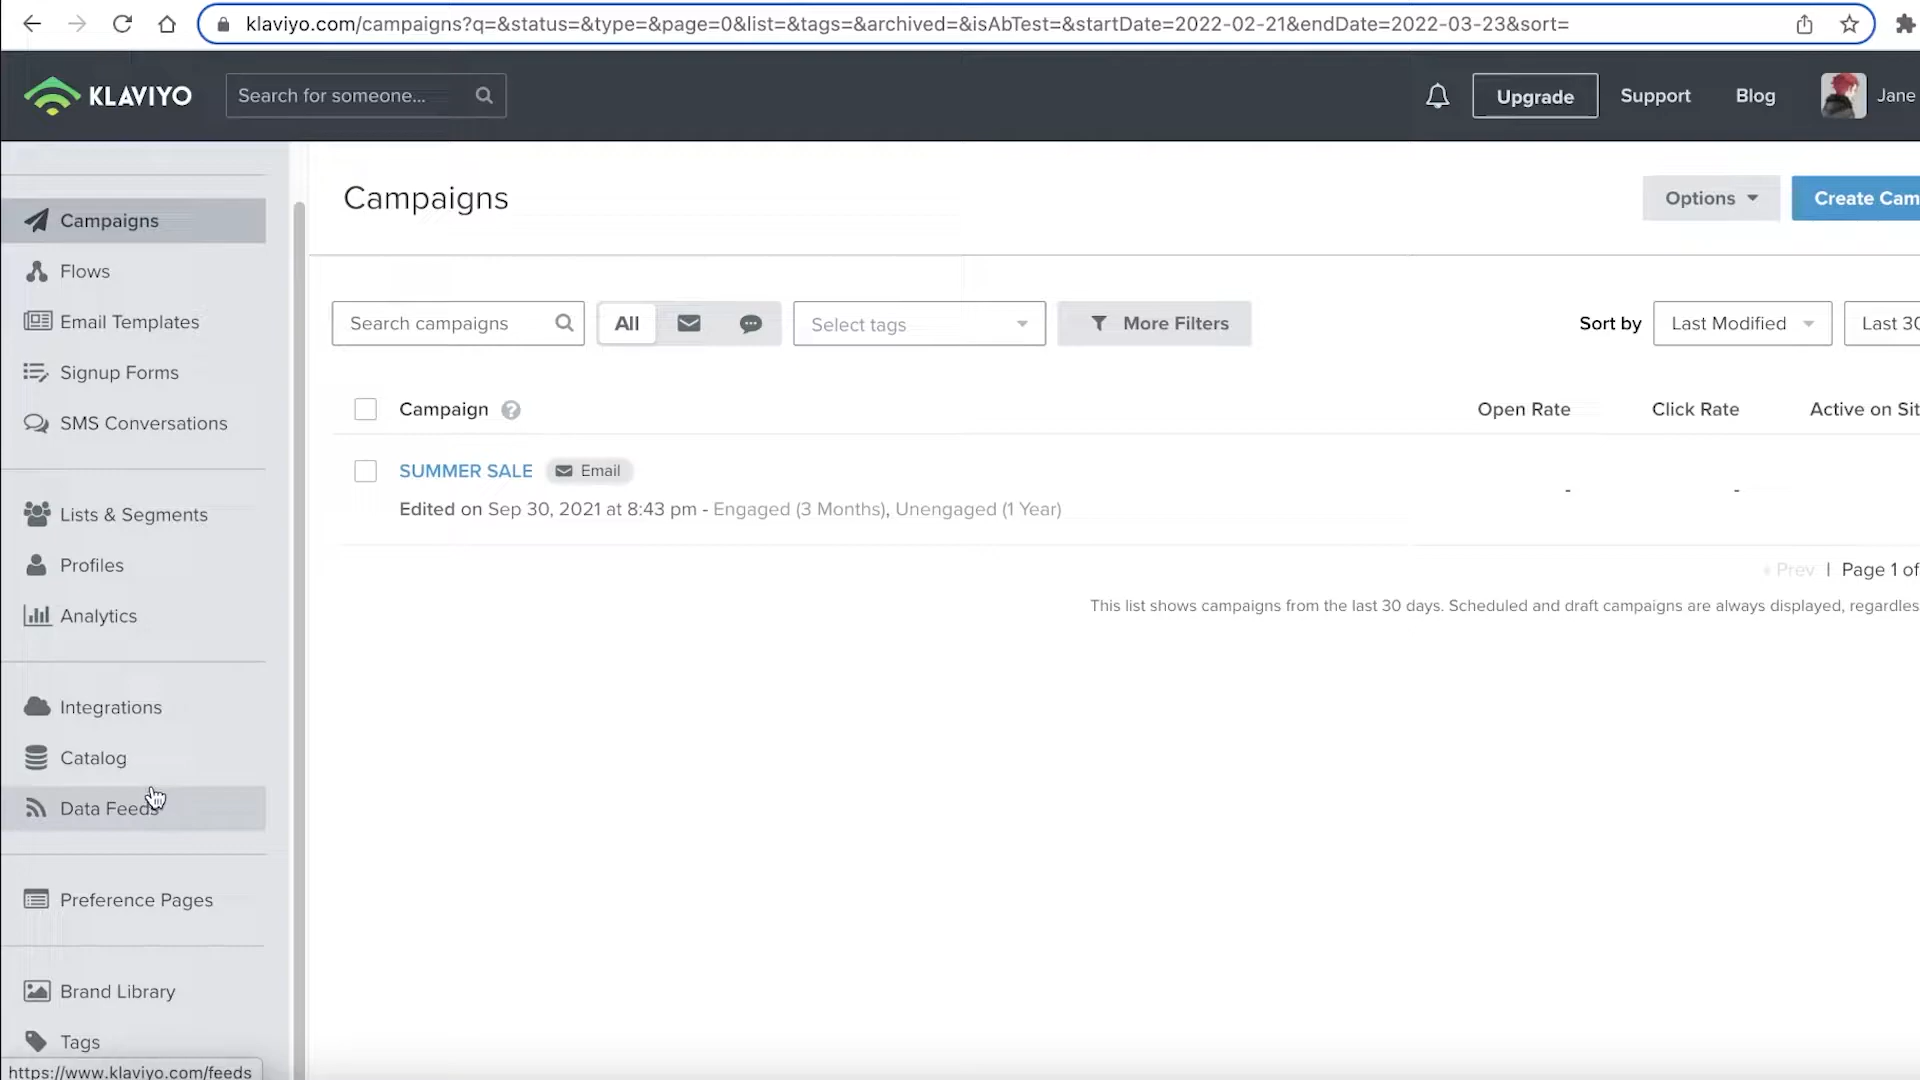 klaviyo.com/campaigns?q=&status=&type=&page=0&list=&tags=&archived=&isAbTest=&startDate=2022-02-21&endDate=2022-03-23&sort=
KLAVIYO
Search for someone...
Upgrade
Support
Blog
Jane
Campaigns
Flows
Email Templates
Signup Forms
SMS Conversations
Lists & Segments
Profiles
Analytics
Integrations
Catalog
Data Feeds
Preference Pages
Brand Library
Tags
https://www.klaviyo.com/feeds
Campaigns
Options
Create Cam
Search campaigns
All
Select tags
More Filters
Sort by
Last Modified
Last 30
Campaign ?
Open Rate
Click Rate
Active on Sit
SUMMER SALE Email
- -
Edited on Sep 30, 2021 at 8:43 pm - Engaged (3 Months), Unengaged (1 Year)
« Prev | Page 1 of
This list shows campaigns from the last 30 days. Scheduled and draft campaigns are always displayed, regardles